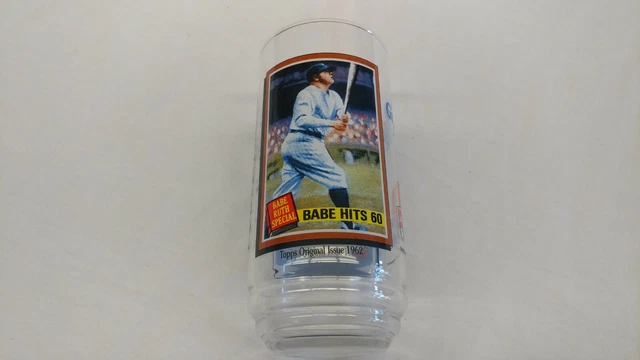 BABE
RUTH
SPECIAL
BABE HITS 60
Topps Original Issue 1962